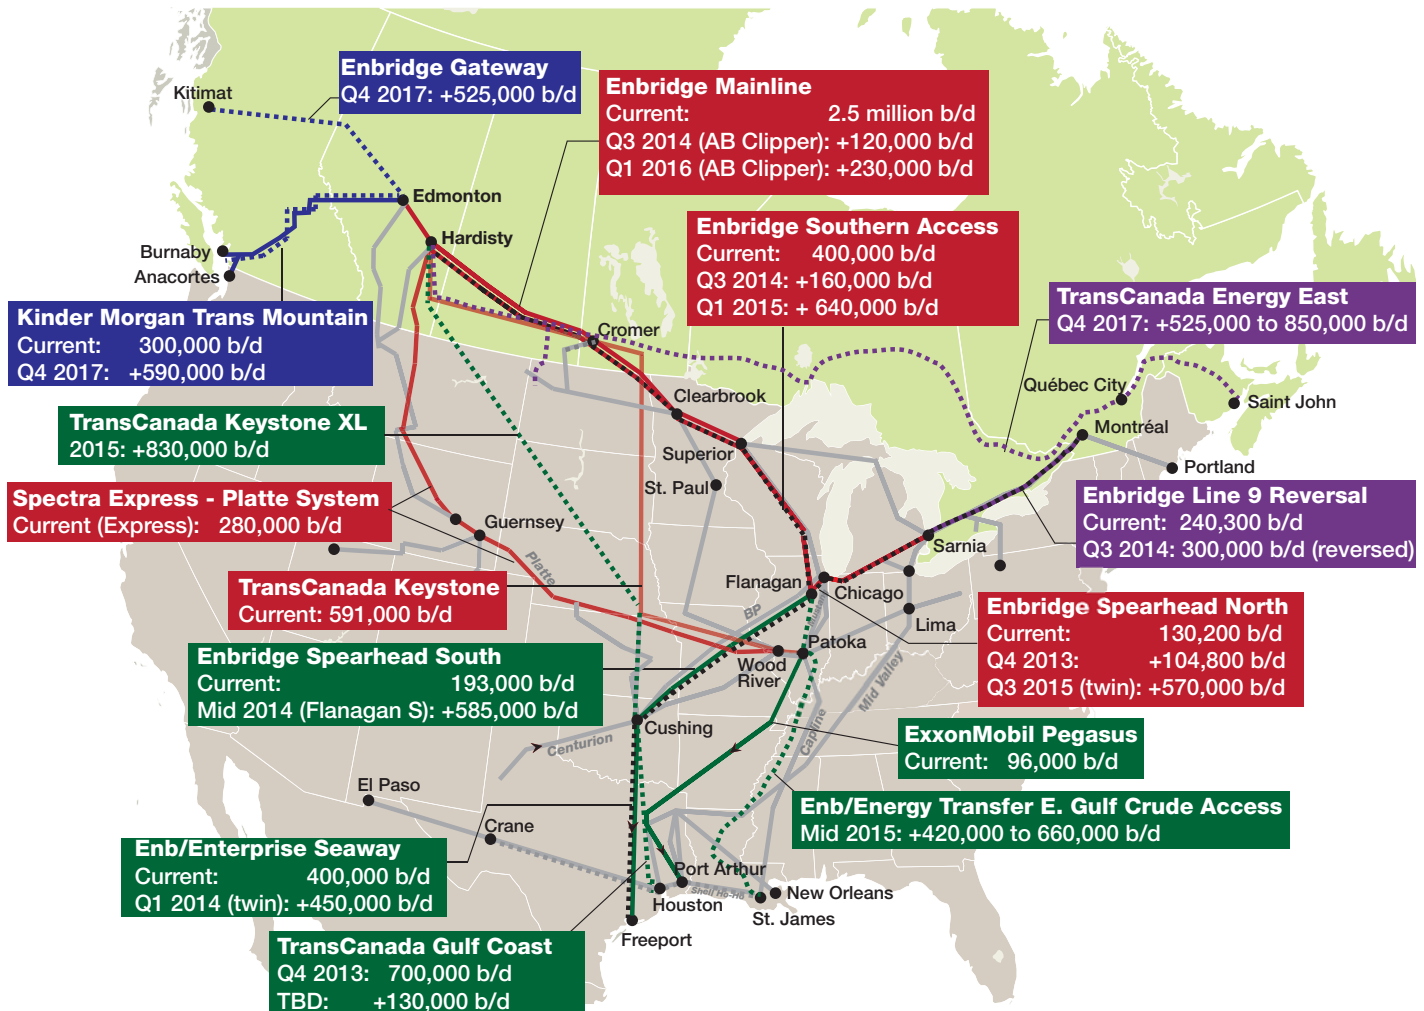 Enbridge Gateway
Q4 2017: +525,000 b/d
Kitimat
Enbridge Mainline
Current: 2.5 million b/d
Q3 2014 (AB Clipper): +120,000 b/d
Q1 2016 (AB Clipper): +230,000 b/d
Edmonton
Hardisty
Burnaby
Anacortes
Enbridge Southern Access
Current: 400,000 b/d
Q3 2014: +160,000 b/d
Q1 2015: + 640,000 b/d
TransCanada Energy East
Q4 2017: +525,000 to 850,000 b/d
Kinder Morgan Trans Mountain
Current: 300,000 b/d
Q4 2017: +590,000 b/d
Cromer
Clearbrook
Québec City
Saint John
Montréal
Portland
TransCanada Keystone XL
2015: +830,000 b/d
Superior
St. Paul
Spectra Express - Platte System
Current (Express): 280,000 b/d
Guernsey
Platte
Enbridge Line 9 Reversal
Current: 240,300 b/d
Q3 2014: 300,000 b/d (reversed)
Sarnia
Flanagan
Chicago
Lima
BP
TransCanada Keystone
Current: 591,000 b/d
Enbridge Spearhead North
Current: 130,200 b/d
Q4 2013: +104,800 b/d
Q3 2015 (twin): +570,000 b/d
Patoka
Wood
River
Mid Valley
Enbridge Spearhead South
Current: 193,000 b/d
Mid 2014 (Flanagan S): +585,000 b/d
Cushing
Centurion
Capline
ExxonMobil Pegasus
Current: 96,000 b/d
El Paso
Crane
Enb/Energy Transfer E. Gulf Crude Access
Mid 2015: +420,000 to 660,000 b/d
Enb/Enterprise Seaway
Current: 400,000 b/d
Q1 2014 (twin): +450,000 b/d
Port Arthur
Shell Ho-Ho
Houston
New Orleans
St. James
Freeport
TransCanada Gulf Coast
Q4 2013: 700,000 b/d
TBD: +130,000 b/d